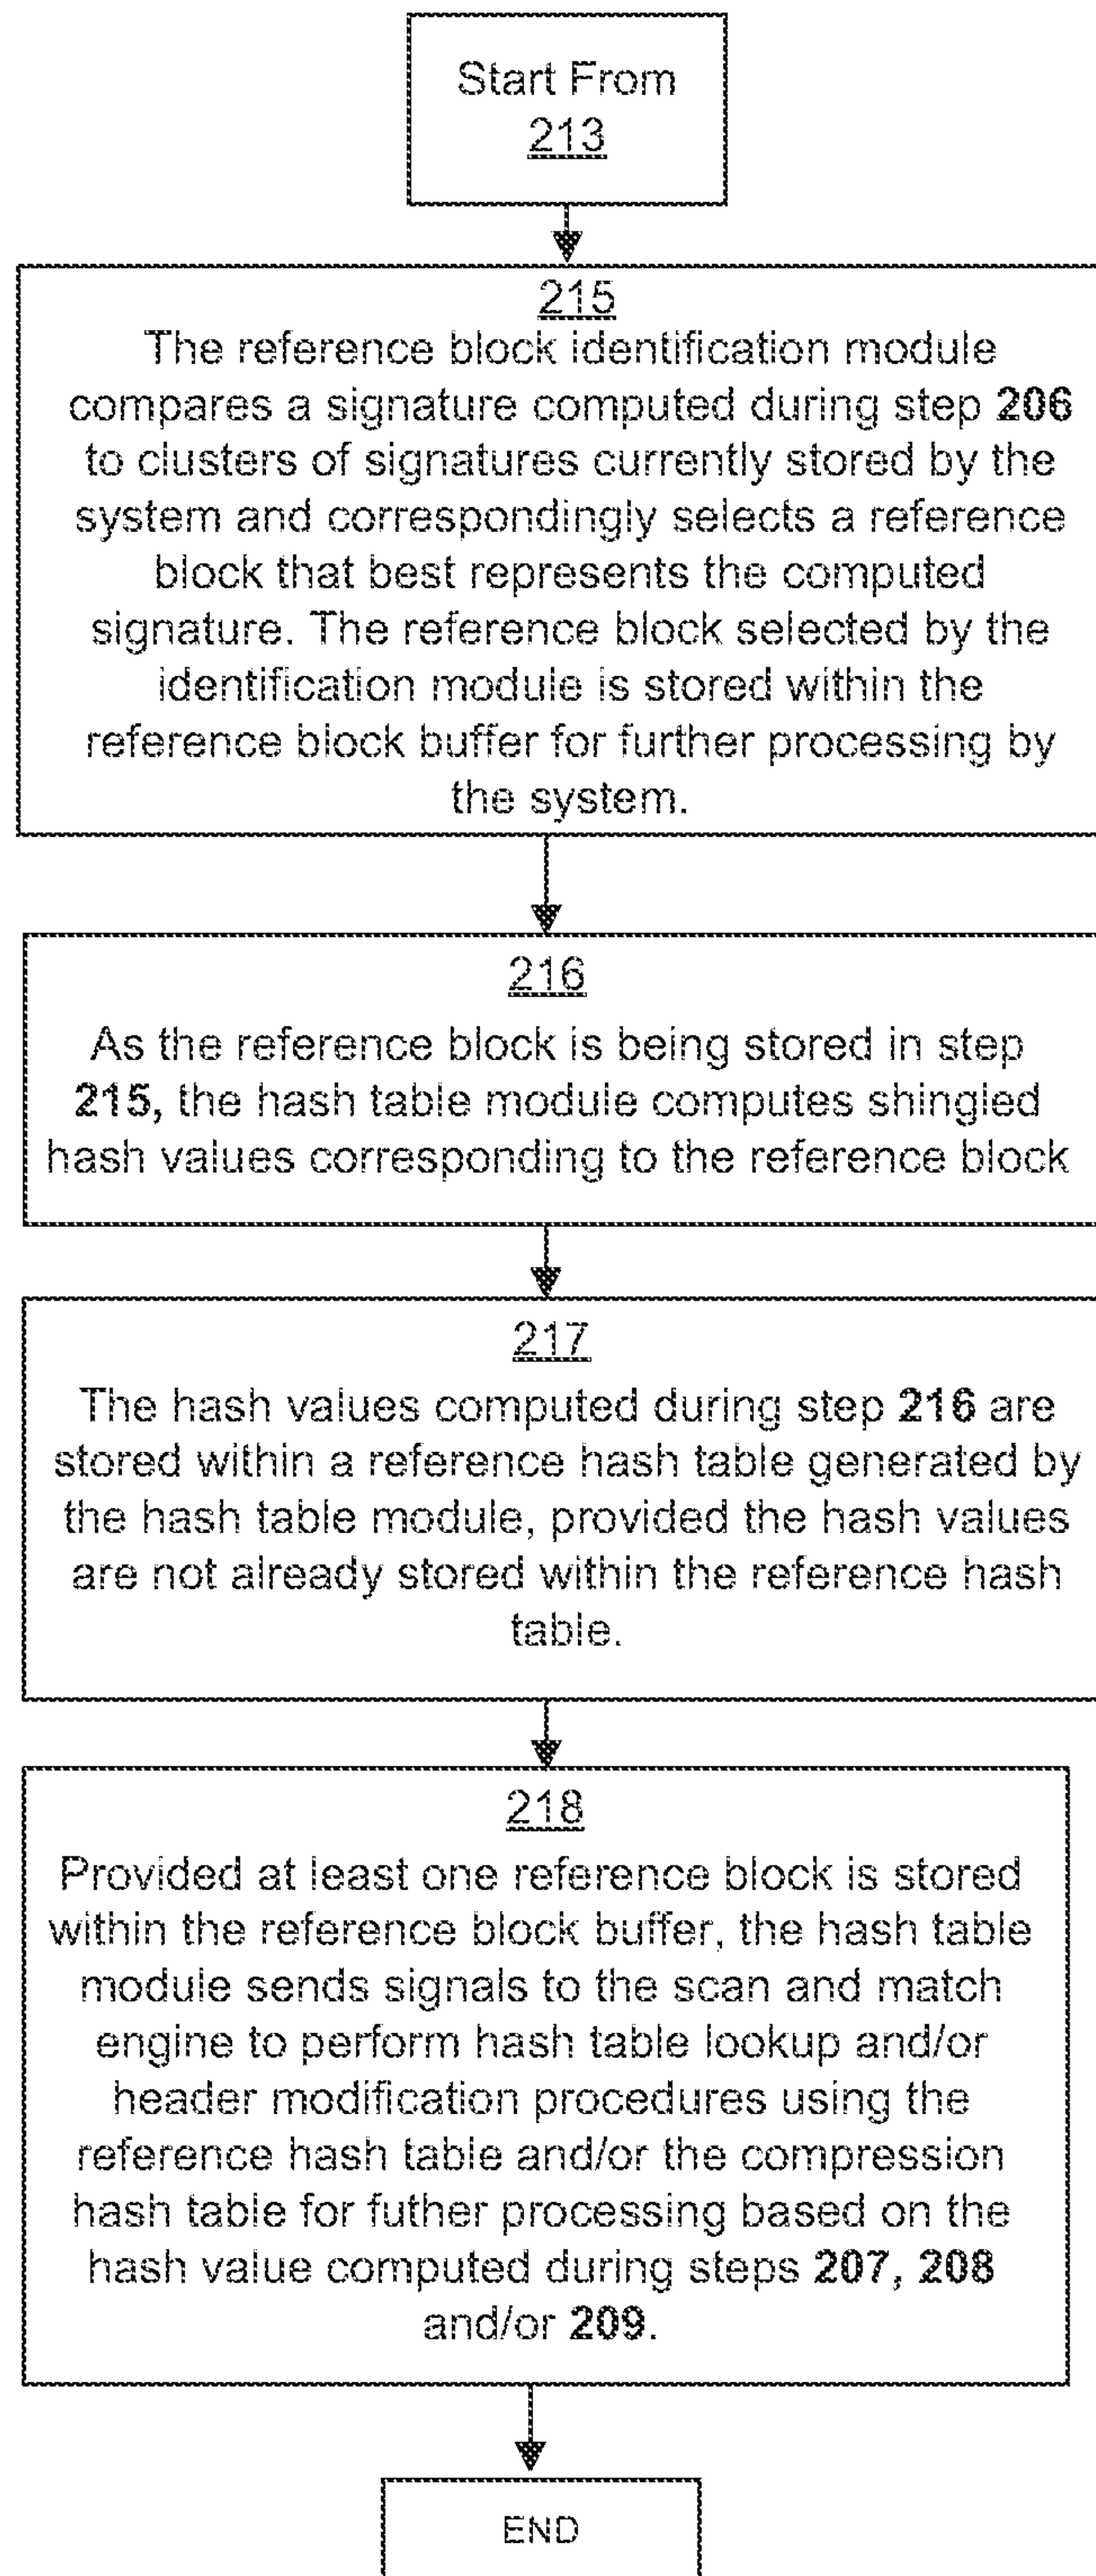 Start From
213
215
The reference block identification module
compares a signature computed during step 206
to clusters of signatures currently stored by the
system and correspondingly selects a reference
block that best represents the computed
signature. The reference block selected by the
identification module is stored within the
reference block buffer for further processing by
the system.
216
As the reference block is being stored in step
215, the hash table module computes shingled
hash values corresponding to the reference block
217
The hash values computed during step 216 are
stored within a reference hash table generated by
the hash table module, provided the hash values
are not already stored within the reference hash
table.
218
Provided at least one reference block is stored
within the reference block buffer, the hash table
module sends signals to the scan and match
engine to perform hash table lookup and/or
header modification procedures using the
reference hash table and/or the compression
hash table for futher processing based on the
hash value computed during steps 207, 208
and/or 209.
END